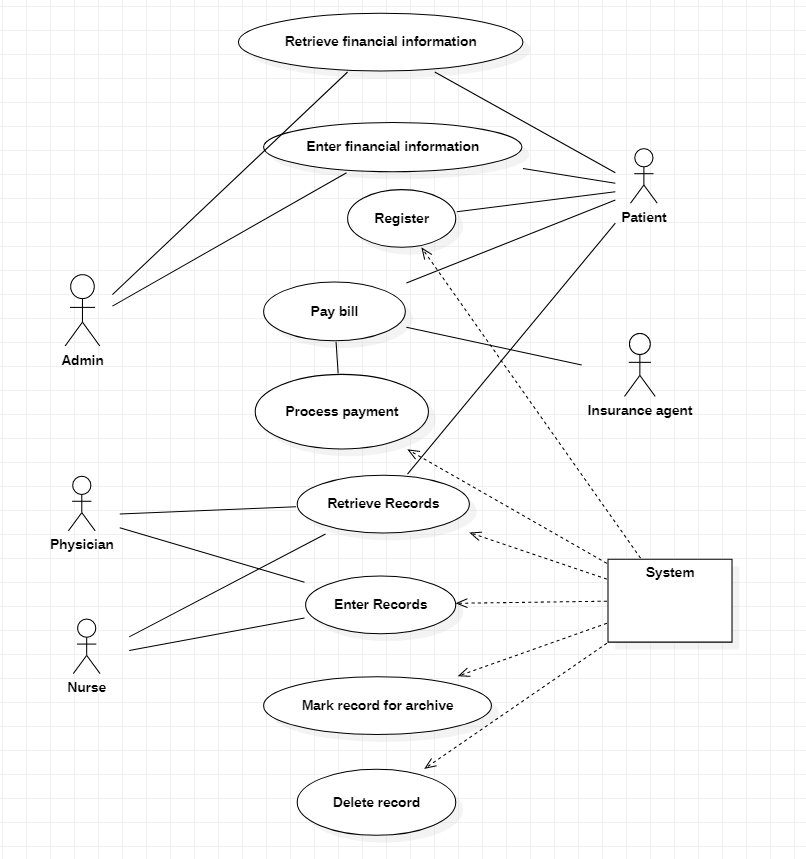 Retrieve financial information
Enter financial information
Register
Patient
Pay bill
Admin
Process payment
Insurance agent
Retrieve Records
Physician
System
Enter Records
Nurse
Mark record for archive
Delete record